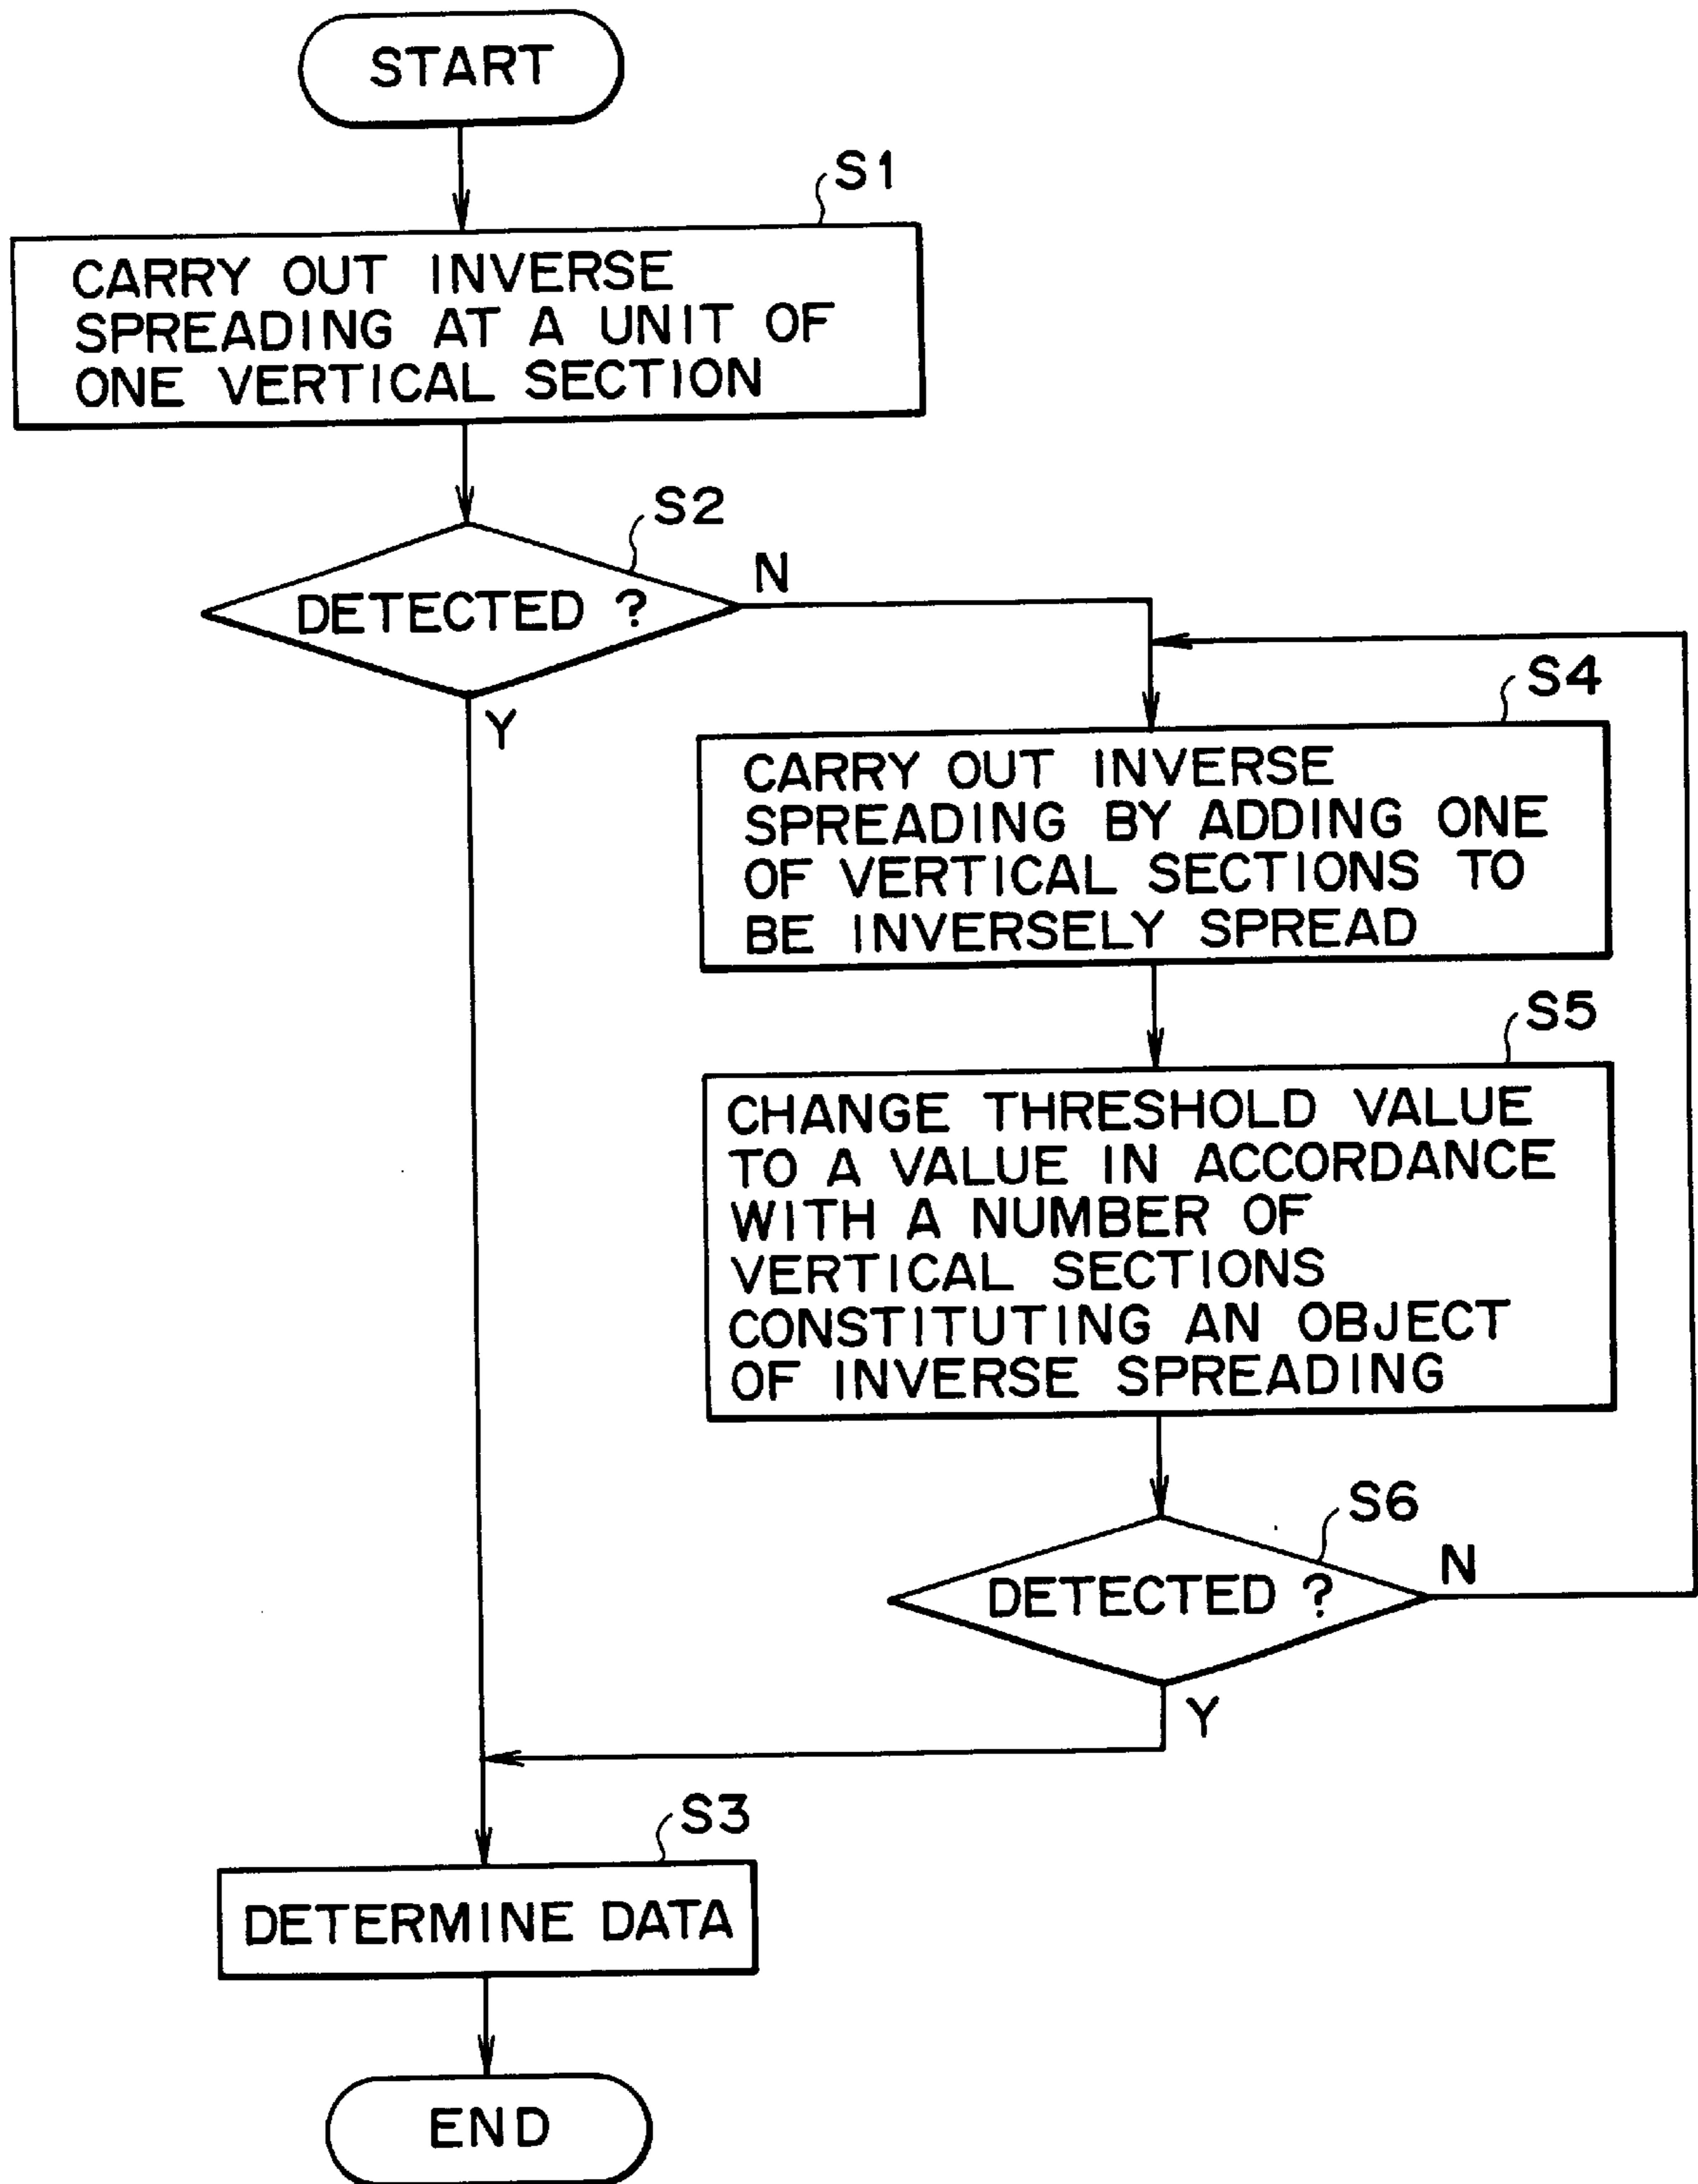 START
S1
CARRY OUT INVERSE
SPREADING AT A UNIT OF
ONE VERTICAL SECTION
S2
DETECTED ?
N
Y
S4
CARRY OUT INVERSE
SPREADING BY ADDING ONE
OF VERTICAL SECTIONS TO
BE INVERSELY SPREAD
S5
CHANGE THRESHOLD VALUE
TO A VALUE IN ACCORDANCE
WITH A NUMBER OF
VERTICAL SECTIONS
CONSTITUTING AN OBJECT
OF INVERSE SPREADING
S6
DETECTED ?
N
Y
S3
DETERMINE DATA
END